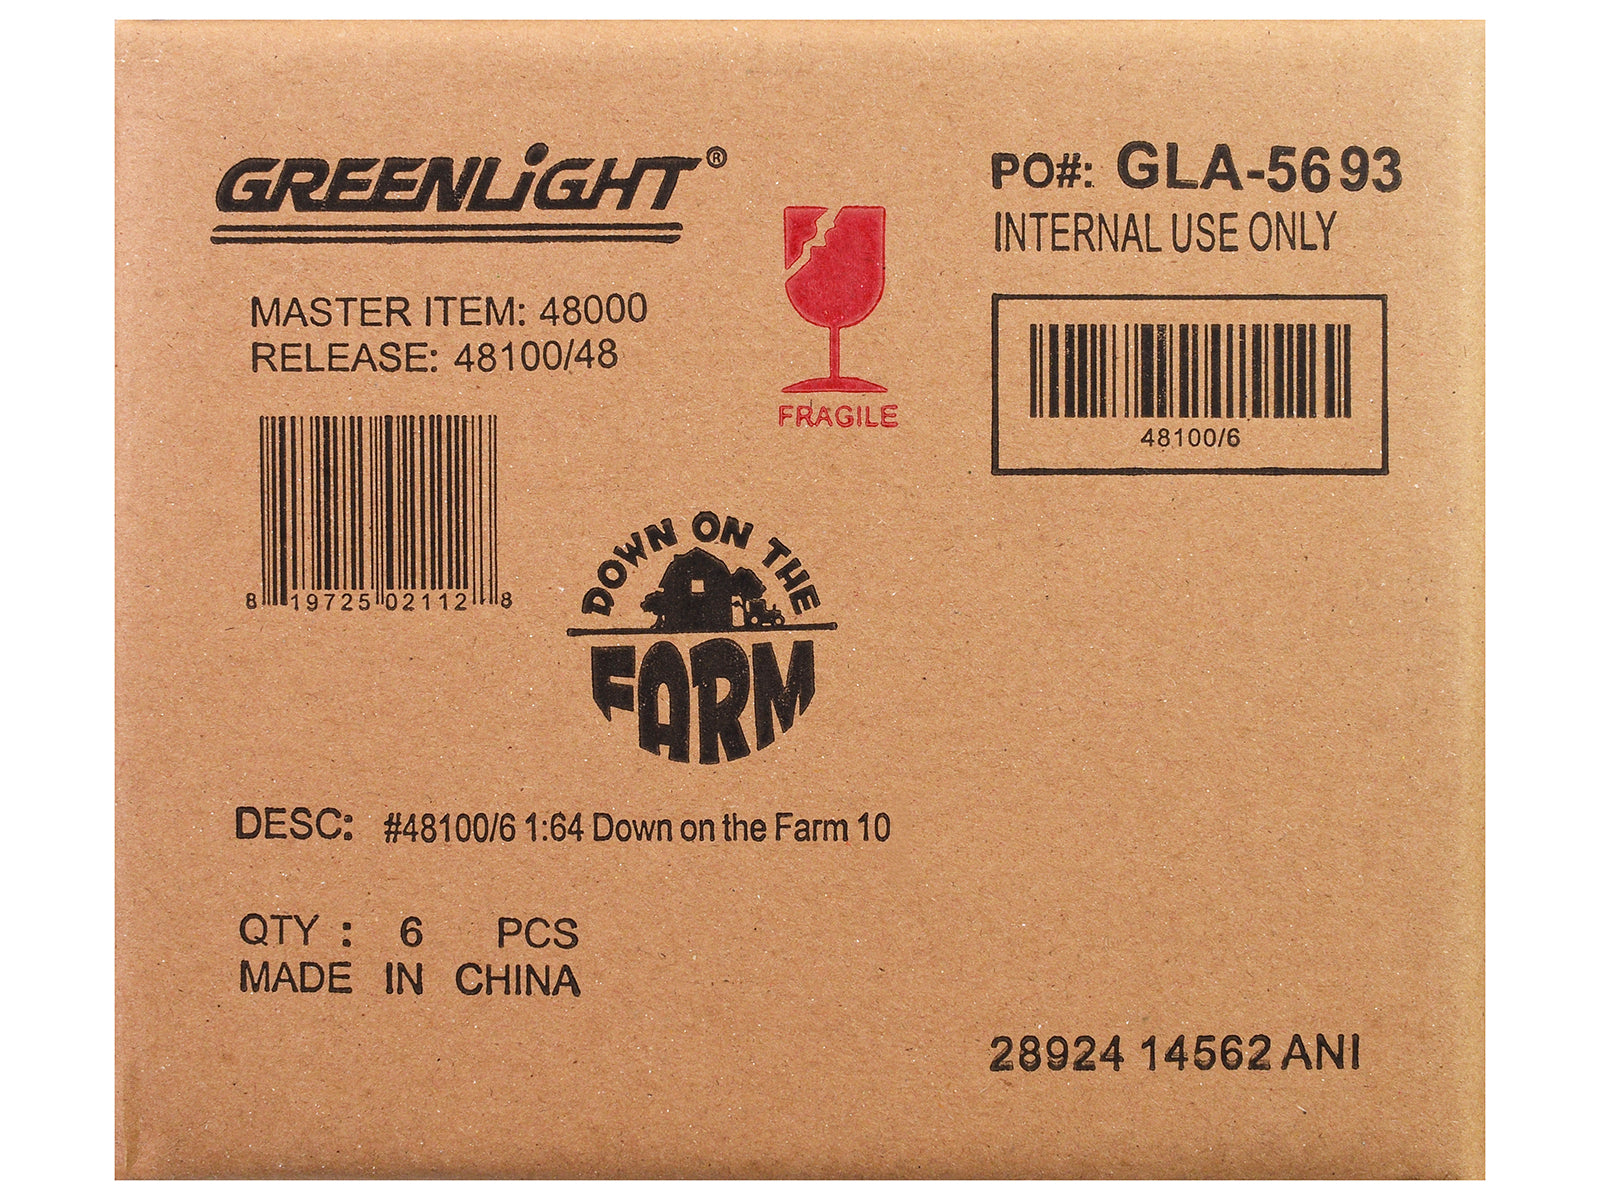 GREENLiGHT®
MASTER ITEM: 48000
RELEASE: 48100/48
8 19725 02112 8
FRAGILE
PO#: GLA-5693
INTERNAL USE ONLY
48100/6
DOWN ON THE
FARM
DESC: #48100/6 1:64 Down on the Farm 10
QTY : 6 PCS
MADE IN CHINA
28924 14562 ANI